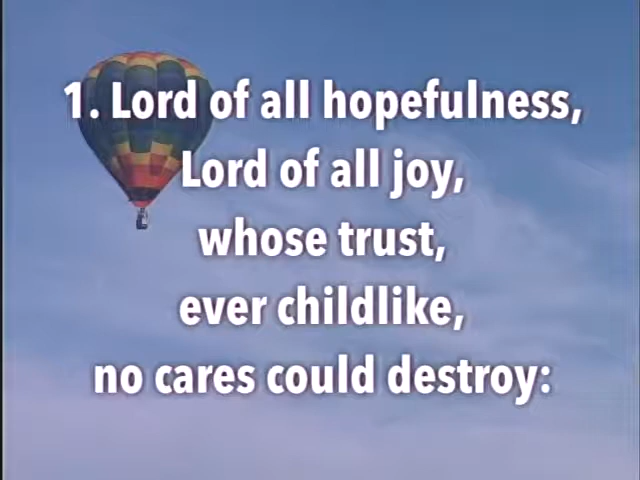 1. Lord of all hopefulness,
Lord of all joy,
whose trust,
ever childlike,
no cares could destroy: